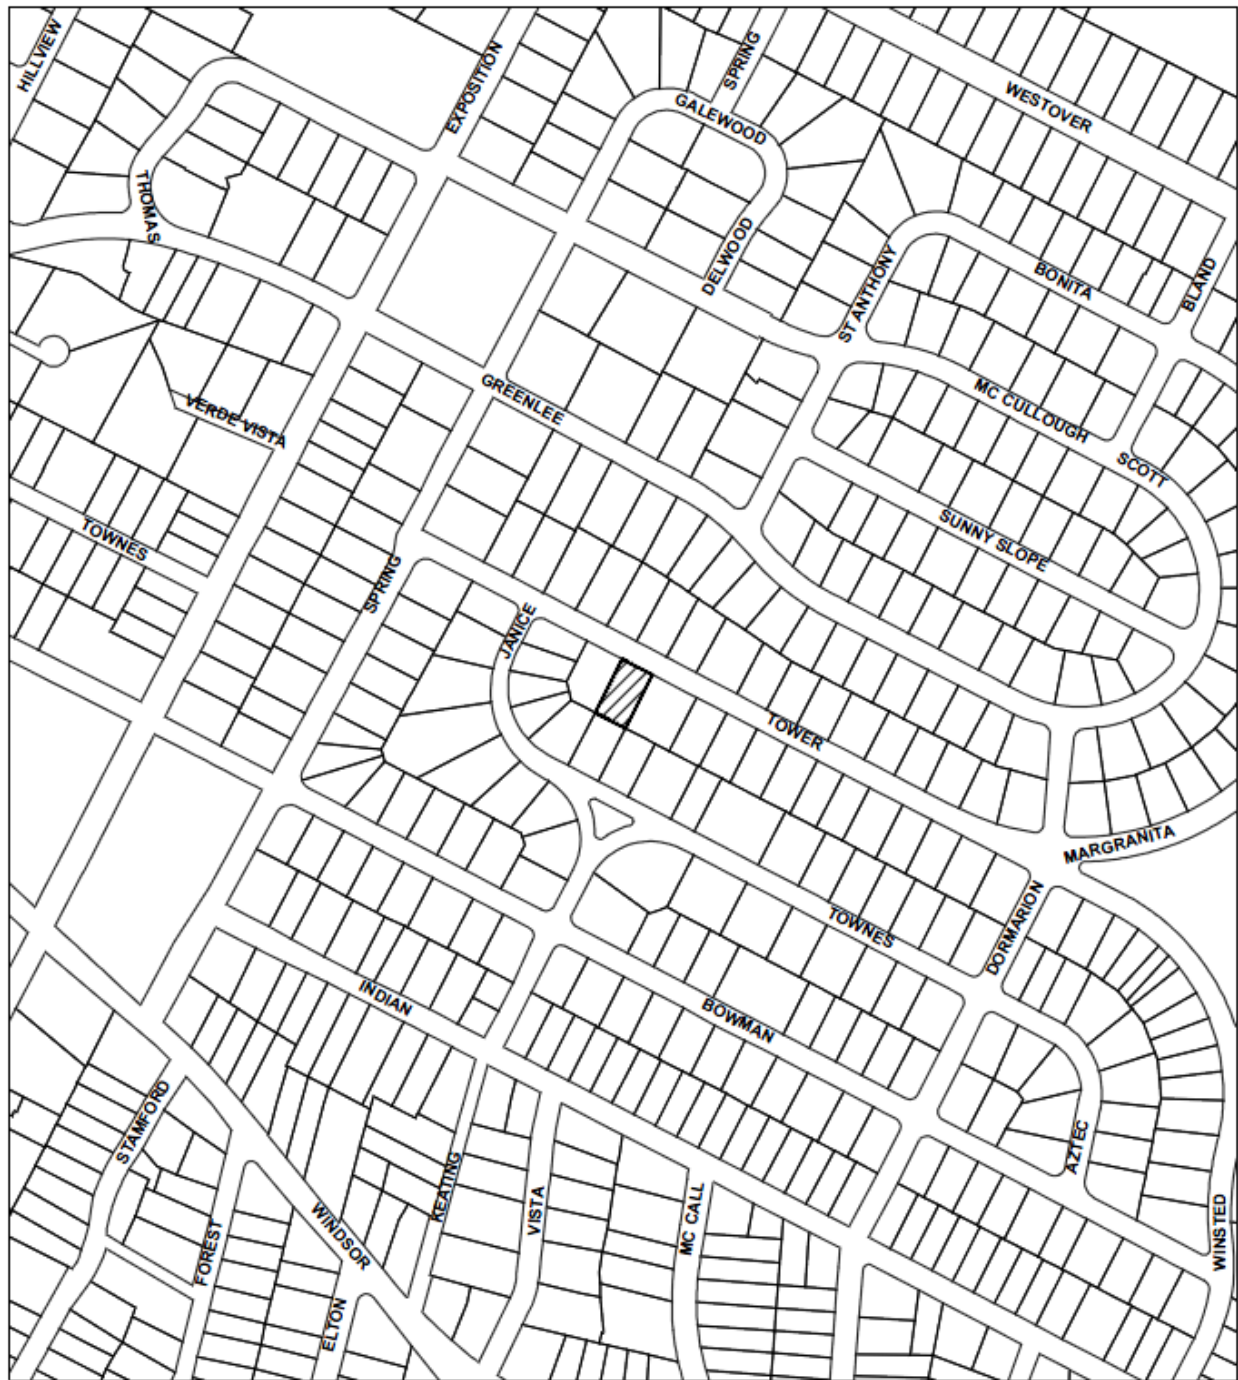 HILLVIEW
EXPOSITION
SPRING
GALEWOOD
WESTOVER
THOMAS
DELWOOD
ST ANTHONY
BONITA
BLAND
GREENLEE
VERDE VISTA
MC CULLOUGH
SCOTT
TOWNES
SUNNY SLOPE
SPRING
JANICE
TOWER
MARGRANITA
TOWNES
DORMARION
INDIAN
BOWMAN
STAMFORD
AZTEC
KEATING
VISTA
MC CALL
WINSTED
FOREST
WINDSOR
ELTON